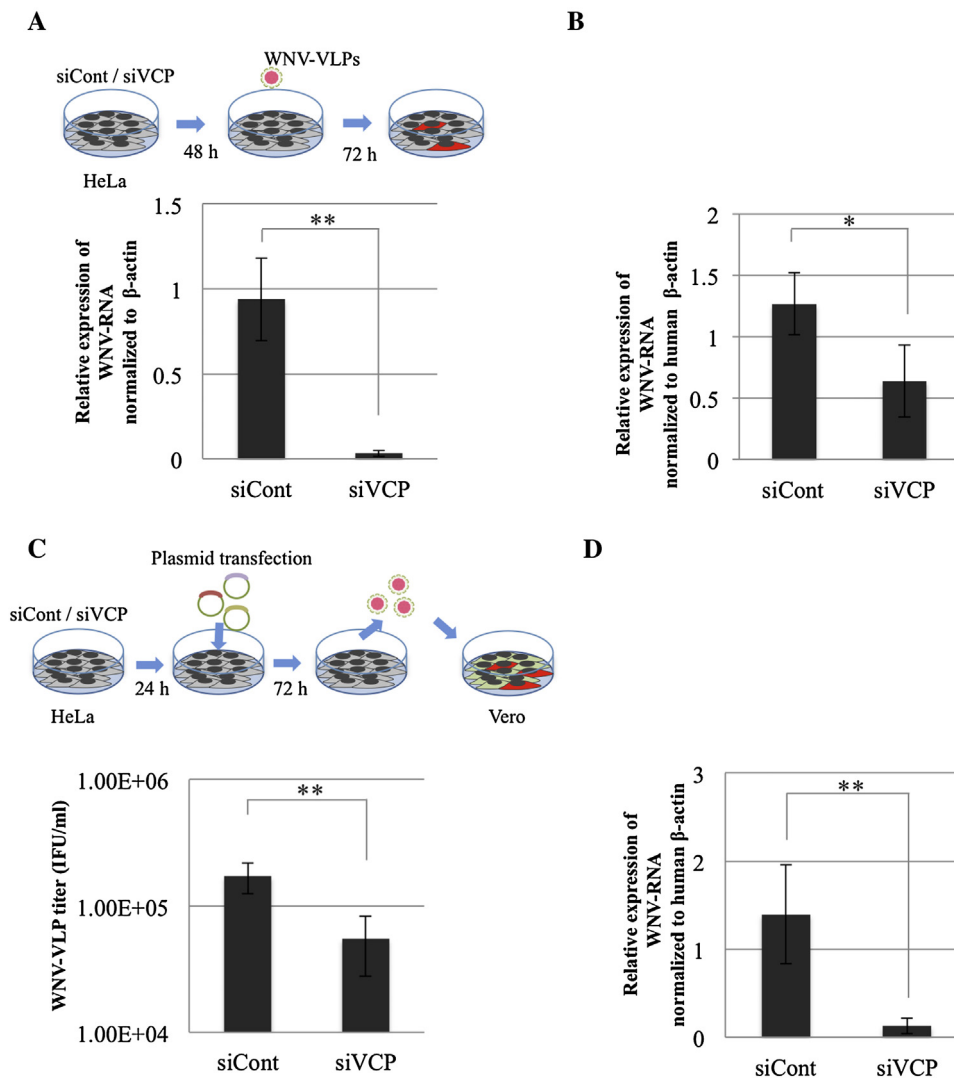 A
WNV-VLPs
siCont / siVCP
48 h
72 h
HeLa
Relative expression of
WNV-RNA
normalized to β-actin
1.5
1
0.5
0
**
siCont
siVCP
B
Relative expression of
WNV-RNA
normalized to human β-actin
2
1.5
1
0.5
0
*
siCont
siVCP
C
Plasmid transfection
siCont / siVCP
24 h
72 h
HeLa
Vero
WNV-VLP titer (IFU/ml)
1.00E+06
1.00E+05
1.00E+04
**
siCont
siVCP
D
Relative expression of
WNV-RNA
normalized to human β-actin
3
2
1
0
**
siCont
siVCP